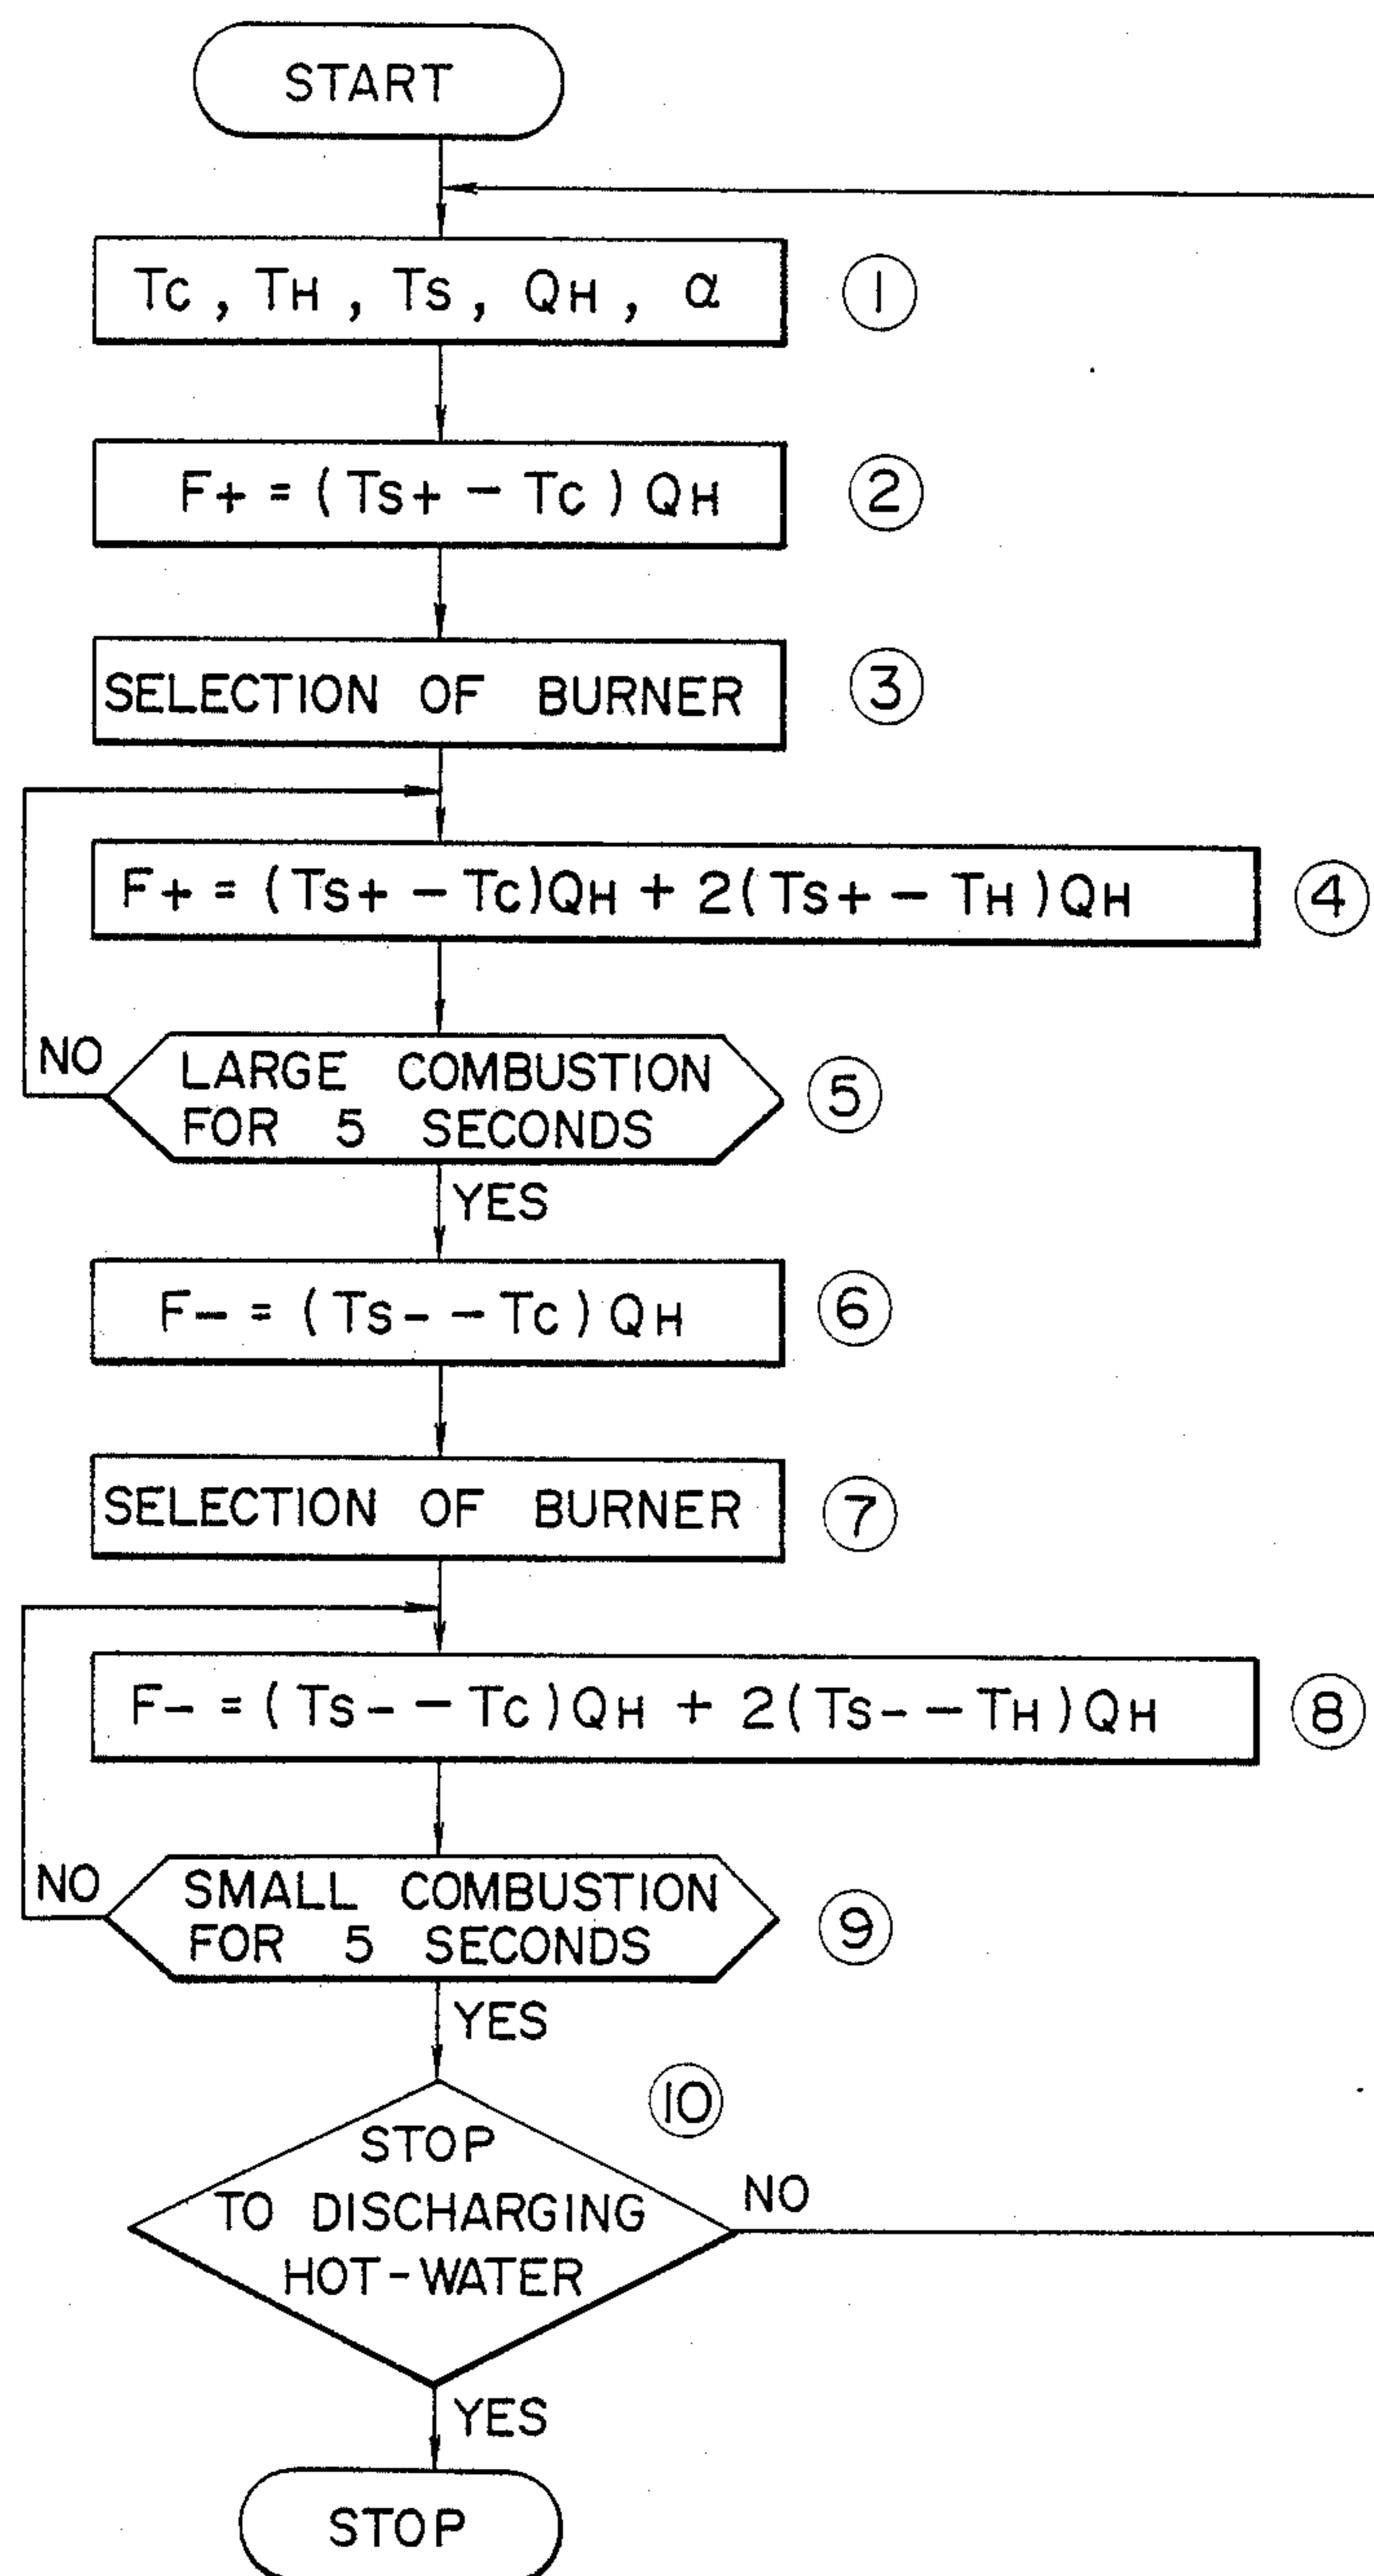 START
Tc, TH, Ts, QH, α ①
F+ = (Ts+ − Tc) QH ②
SELECTION OF BURNER ③
F+ = (Ts+ − Tc)QH + 2(Ts+ − TH)QH ④
NO
LARGE COMBUSTION
FOR 5 SECONDS ⑤
YES
F− = (Ts− − Tc) QH ⑥
SELECTION OF BURNER ⑦
F− = (Ts− − Tc)QH + 2(Ts− − TH)QH ⑧
NO
SMALL COMBUSTION
FOR 5 SECONDS ⑨
YES
⑩
STOP
TO DISCHARGING
HOT-WATER
NO
YES
STOP